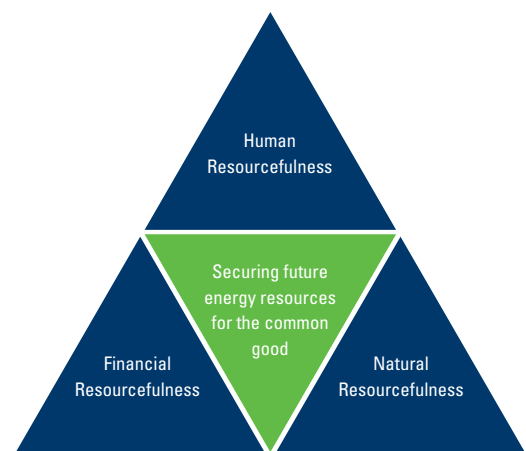 Human
Resourcefulness
Securing future
energy resources
for the common
good
Financial
Resourcefulness
Natural
Resourcefulness